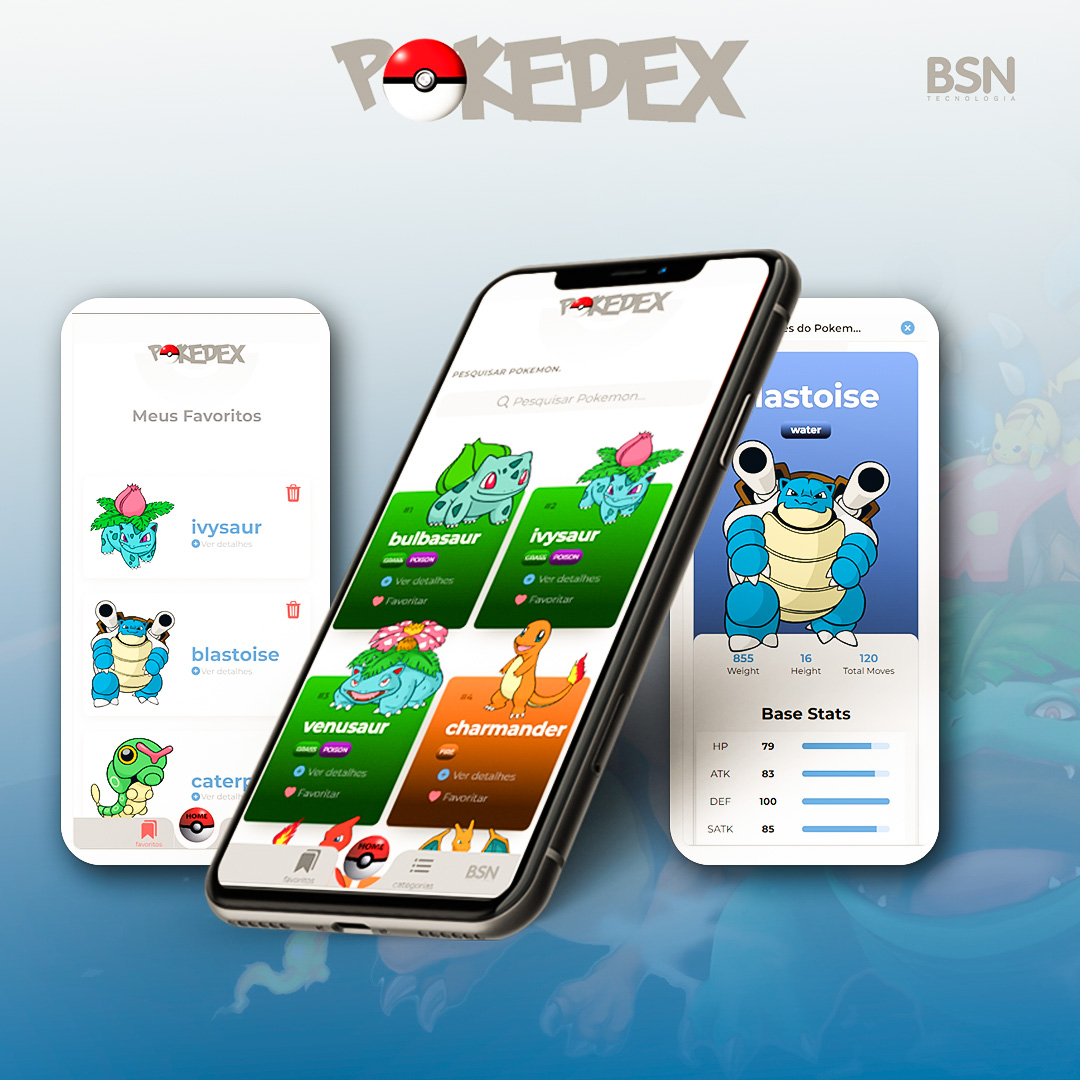 POKEDEX
BSN
TECNOLOGIA
POKEDEX
Meus Favoritos
ivysaur
Ver detalhes
blastoise
Ver detalhes
caterp
Ver detalh
HOME
favoritos
POKEDEX
PESQUISAR POKEMON.
Pesquisar Pokemon...
#1
bulbasaur
GRASS POISON
Ver detalhes
Favoritar
#2
ivysaur
GRASS POISON
Ver detalhes
Favoritar
#3
venusaur
GRASS POISON
Ver detalhes
Favoritar
#4
charmander
FIRE
Ver detalhes
Favoritar
favoritos
HOME
categorias
BSN
es do Pokem...
lastoise
water
855 16 120
Weight Height Total Moves
Base Stats
HP 79
ATK 83
DEF 100
SATK 85